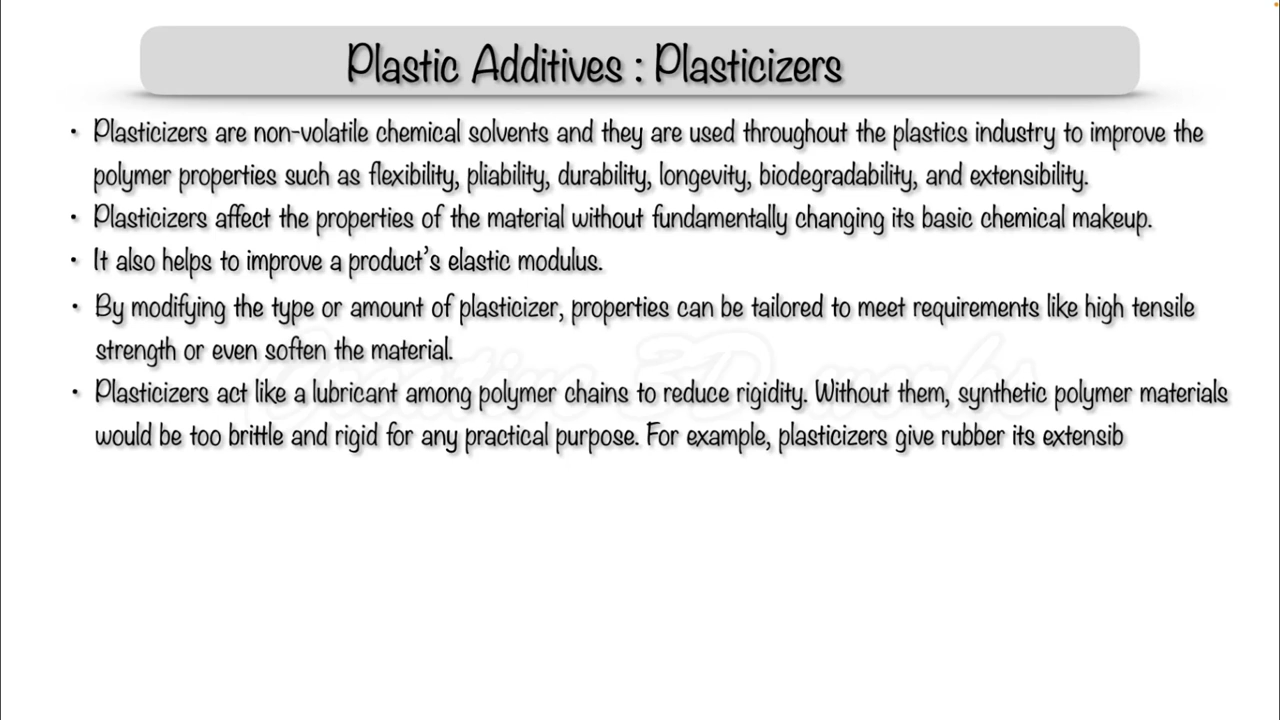 Plastic Additives : Plasticizers
• Plasticizers are non-volatile chemical solvents and they are used throughout the plastics industry to improve the
polymer properties such as flexibility, pliability, durability, longevity, biodegradability, and extensibility.
• Plasticizers affect the properties of the material without fundamentally changing its basic chemical makeup.
• It also helps to improve a product's elastic modulus.
• By modifying the type or amount of plasticizer, properties can be tailored to meet requirements like high tensile
strength or even soften the material.
Creative 3D works
• Plasticizers act like a lubricant among polymer chains to reduce rigidity. Without them, synthetic polymer materials
would be too brittle and rigid for any practical purpose. For example, plasticizers give rubber its extensib